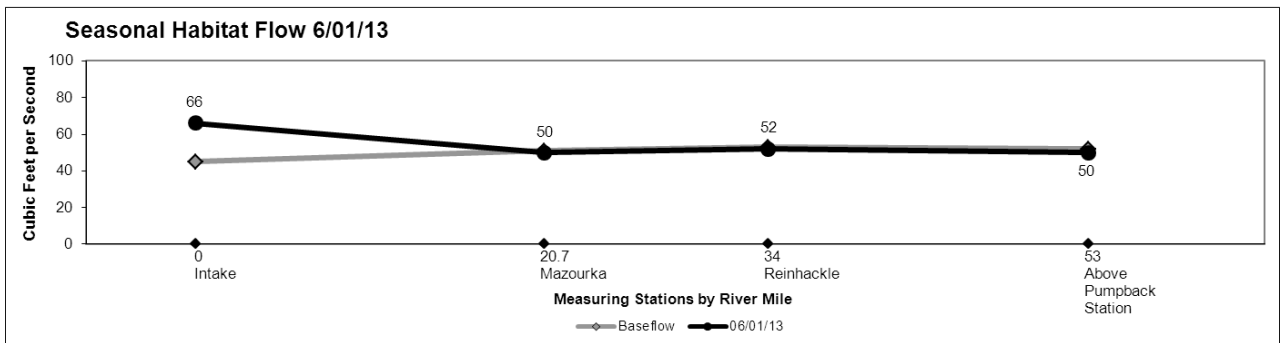 Seasonal Habitat Flow 6/01/13
Cubic Feet per Second
100
80
60
40
20
0
66
50
52
50
0
Intake
20.7
Mazourka
34
Reinhackle
53
Above
Pumpback
Station
Measuring Stations by River Mile
Baseflow
06/01/13